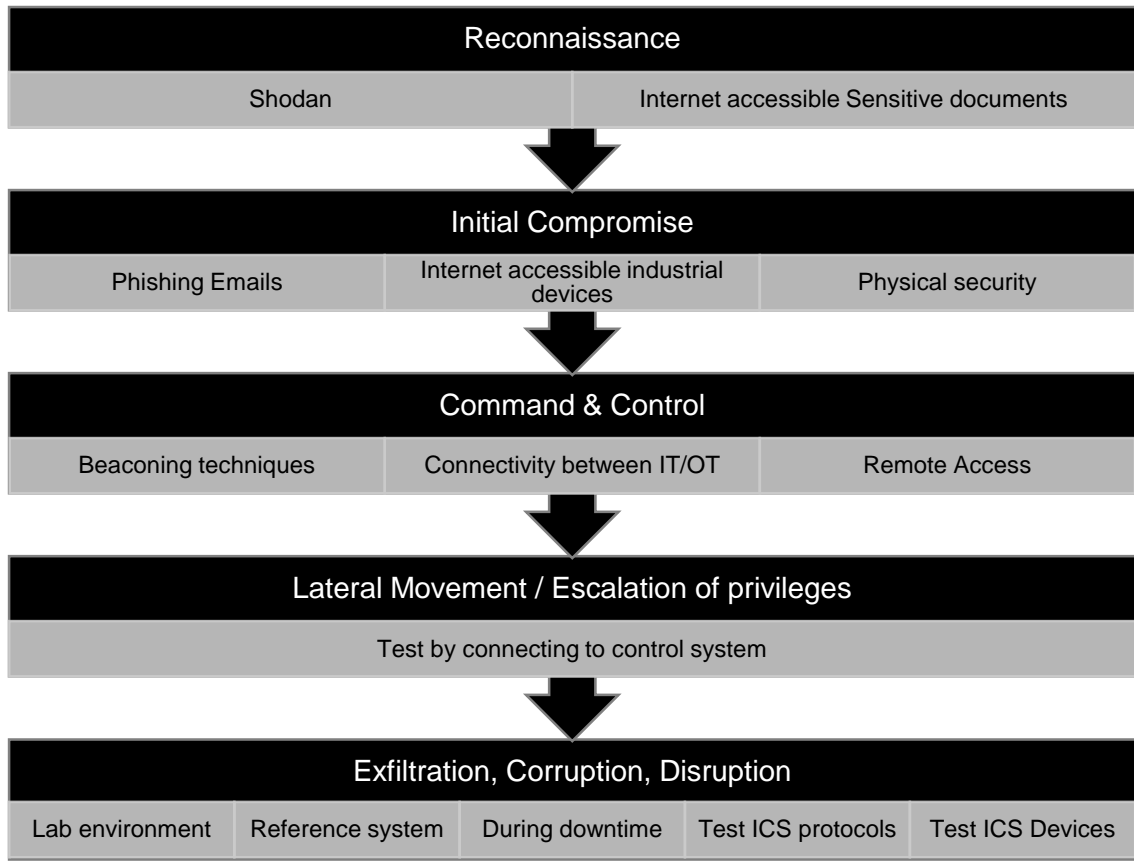 Reconnaissance
Shodan
Internet accessible Sensitive documents
Initial Compromise
Phishing Emails
Internet accessible industrial
devices
Physical security
Command & Control
Beaconing techniques
Connectivity between IT/OT
Remote Access
Lateral Movement / Escalation of privileges
Test by connecting to control system
Exfiltration, Corruption, Disruption
Lab environment
Reference system
During downtime
Test ICS protocols
Test ICS Devices